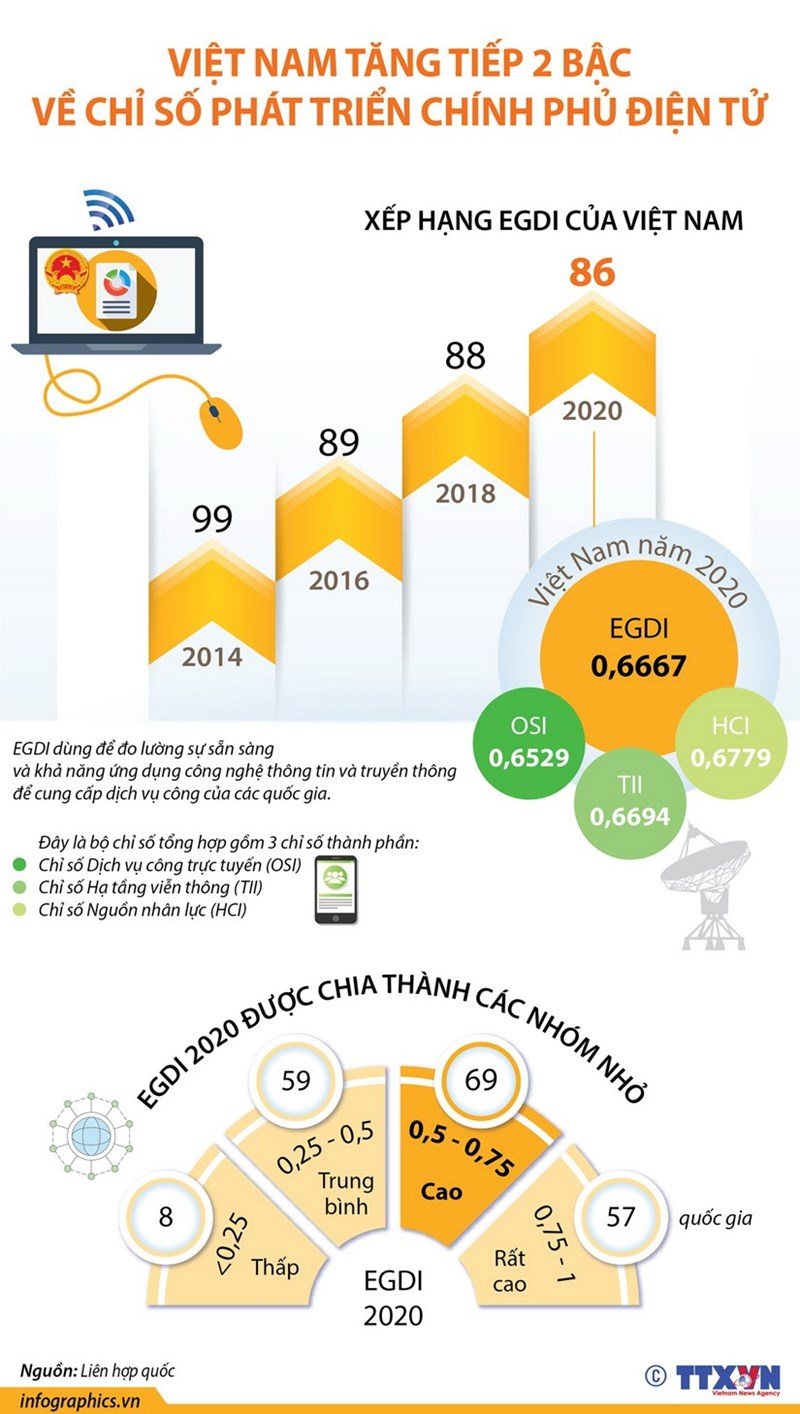 VIỆT NAM TĂNG TIẾP 2 BẬC
VỀ CHỈ SỐ PHÁT TRIỂN CHÍNH PHỦ ĐIỆN TỬ
XẾP HẠNG EGDI CỦA VIỆT NAM
99
2014
89
2016
88
2018
86
2020
Việt Nam năm 2020
EGDI
0,6667
OSI
0,6529
TII
0,6694
HCI
0,6779
EGDI dùng để đo lường sự sẵn sàng
và khả năng ứng dụng công nghệ thông tin và truyền thông
để cung cấp dịch vụ công của các quốc gia.
Đây là bộ chỉ số tổng hợp gồm 3 chỉ số thành phần:
Chỉ số Dịch vụ công trực tuyến (OSI)
Chỉ số Hạ tầng viễn thông (TII)
Chỉ số Nguồn nhân lực (HCI)
EGDI 2020 ĐƯỢC CHIA THÀNH CÁC NHÓM NHỎ
8
<0,25
Thấp
59
0,25 - 0,5
Trung
bình
69
0,5 - 0,75
Cao
57
0,75 - 1
Rất
cao
quốc gia
EGDI
2020
Nguồn: Liên hợp quốc
infographics.vn
© TTXVN
Vietnam News Agency